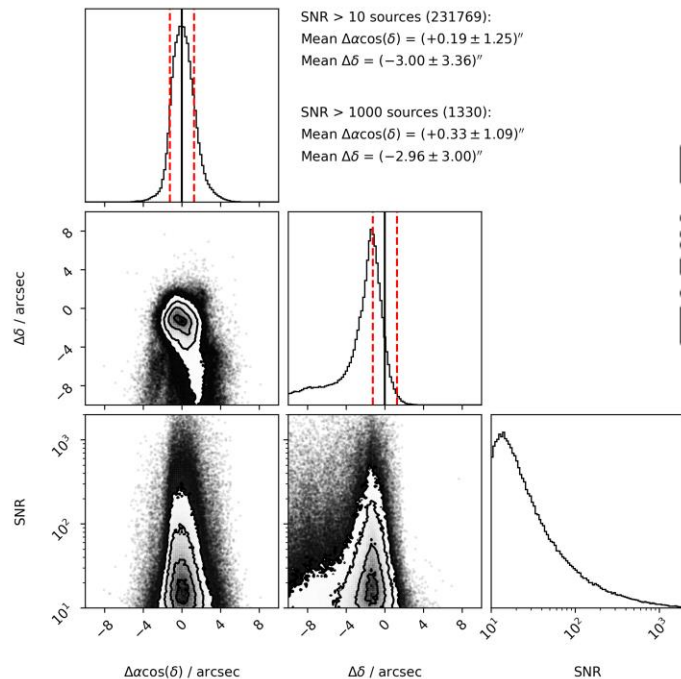 SNR > 10 sources (231769):
Mean Δαcos(δ) = (+0.19 ± 1.25)″
Mean Δδ = (−3.00 ± 3.36)″
SNR > 1000 sources (1330):
Mean Δαcos(δ) = (+0.33 ± 1.09)″
Mean Δδ = (−2.96 ± 3.00)″
Δδ / arcsec
8
4
0
−4
−8
SNR
10³
10²
10¹
−8 −4 0 4 8
−8 −4 0 4 8
10¹ 10² 10³
Δαcos(δ) / arcsec
Δδ / arcsec
SNR